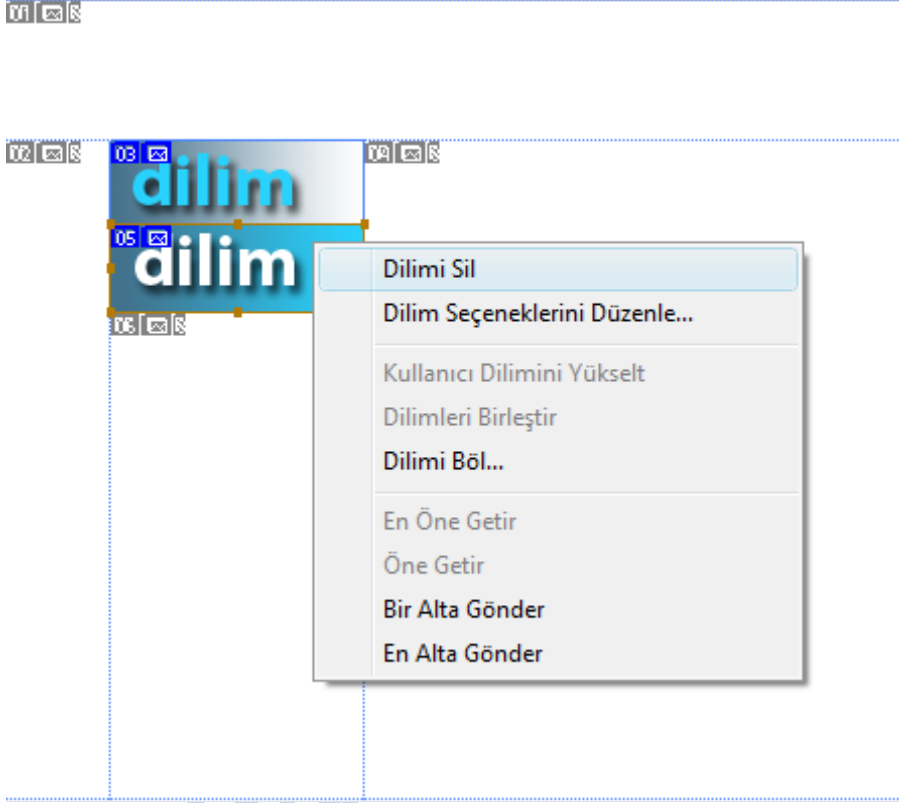 01
02
03
04
dilim
05
dilim
06
Dilimi Sil
Dilim Seçeneklerini Düzenle...
Kullanıcı Dilimini Yükselt
Dilimleri Birleştir
Dilimi Böl...
En Öne Getir
Öne Getir
Bir Alta Gönder
En Alta Gönder